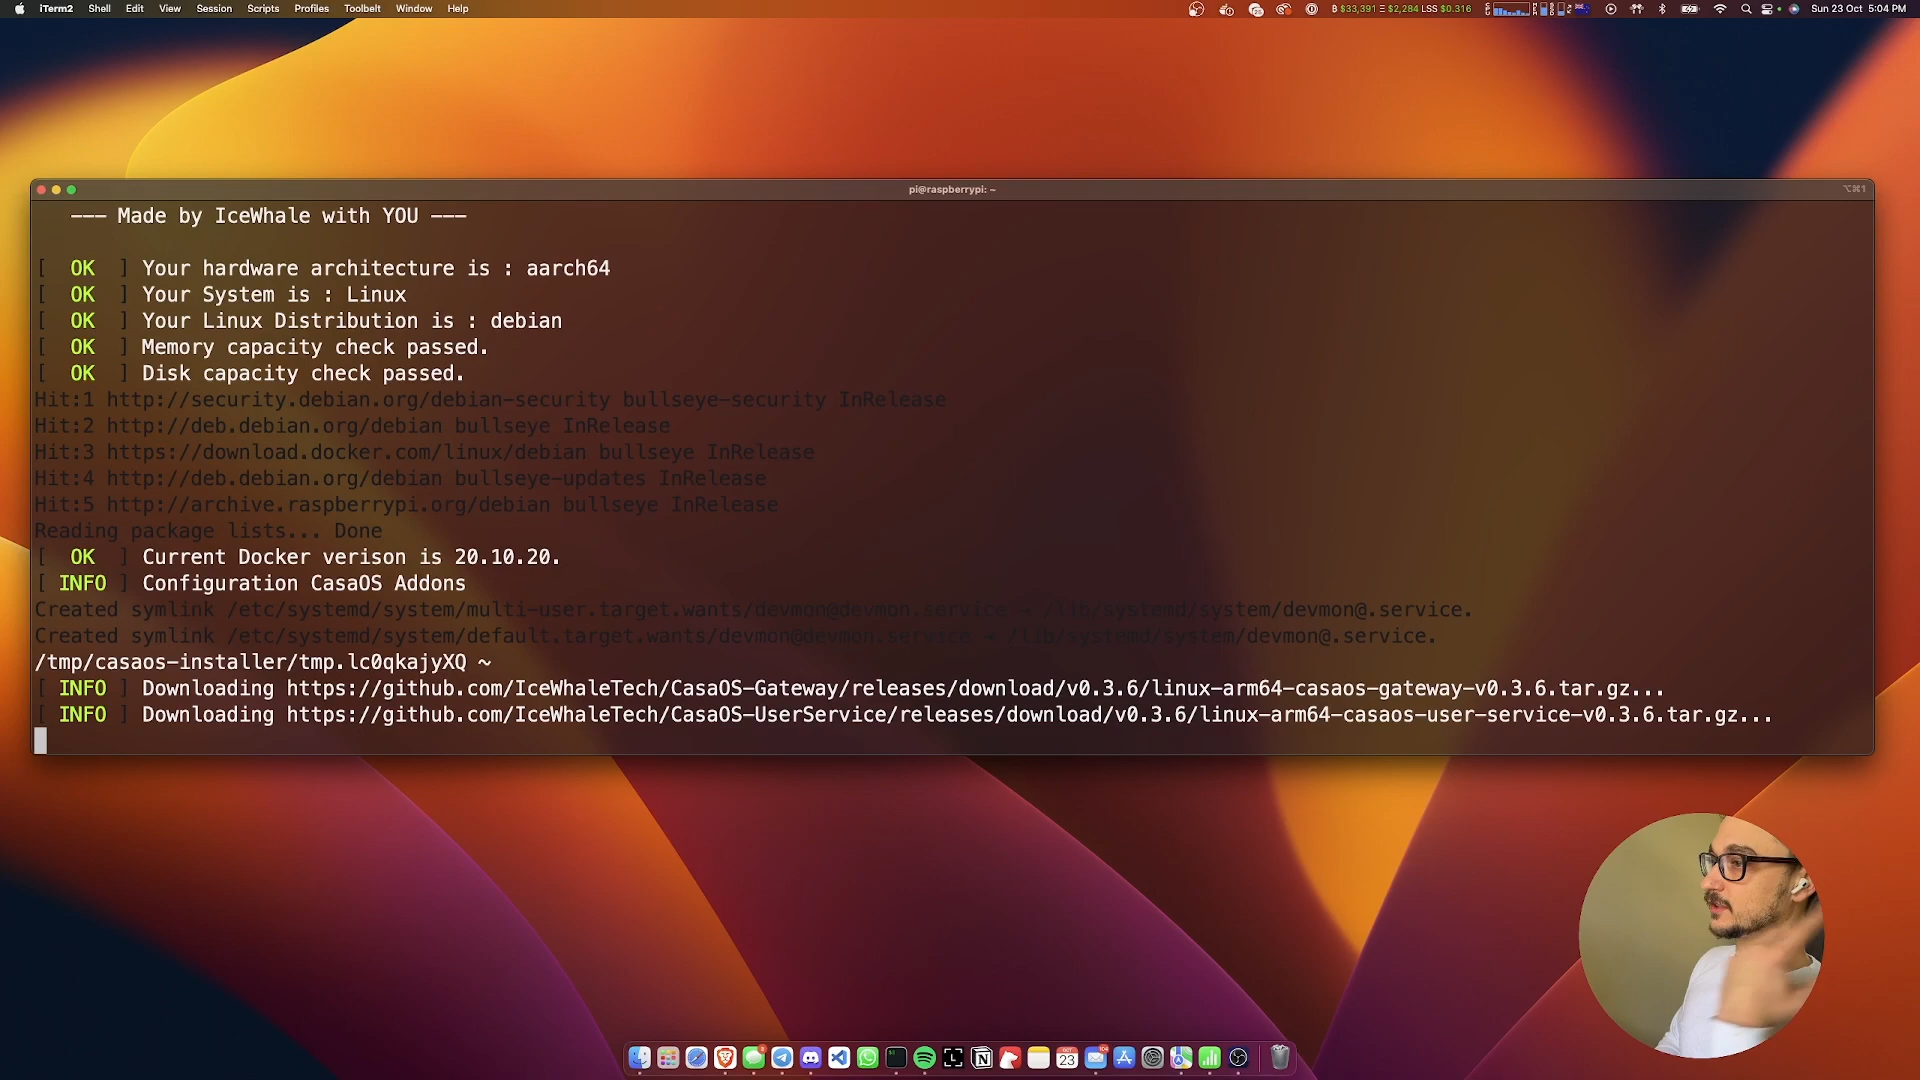 iTerm2 Shell Edit View Session Scripts Profiles Toolbelt Window Help
₿ $33,391 Ξ $2,284 LSS $0.316
Sun 23 Oct 5:04 PM
pi@raspberrypi: ~
⌥⌘1
--- Made by IceWhale with YOU ---
[ OK ] Your hardware architecture is : aarch64
[ OK ] Your System is : Linux
[ OK ] Your Linux Distribution is : debian
[ OK ] Memory capacity check passed.
[ OK ] Disk capacity check passed.
Hit:1 http://security.debian.org/debian-security bullseye-security InRelease
Hit:2 http://deb.debian.org/debian bullseye InRelease
Hit:3 https://download.docker.com/linux/debian bullseye InRelease
Hit:4 http://deb.debian.org/debian bullseye-updates InRelease
Hit:5 http://archive.raspberrypi.org/debian bullseye InRelease
Reading package lists... Done
[ OK ] Current Docker verison is 20.10.20.
[ INFO ] Configuration CasaOS Addons
Created symlink /etc/systemd/system/multi-user.target.wants/devmon@devmon.service → /lib/systemd/system/devmon@.service.
Created symlink /etc/systemd/system/default.target.wants/devmon@devmon.service → /lib/systemd/system/devmon@.service.
/tmp/casaos-installer/tmp.lc0qkajyXQ ~
[ INFO ] Downloading https://github.com/IceWhaleTech/CasaOS-Gateway/releases/download/v0.3.6/linux-arm64-casaos-gateway-v0.3.6.tar.gz...
[ INFO ] Downloading https://github.com/IceWhaleTech/CasaOS-UserService/releases/download/v0.3.6/linux-arm64-casaos-user-service-v0.3.6.tar.gz...
23